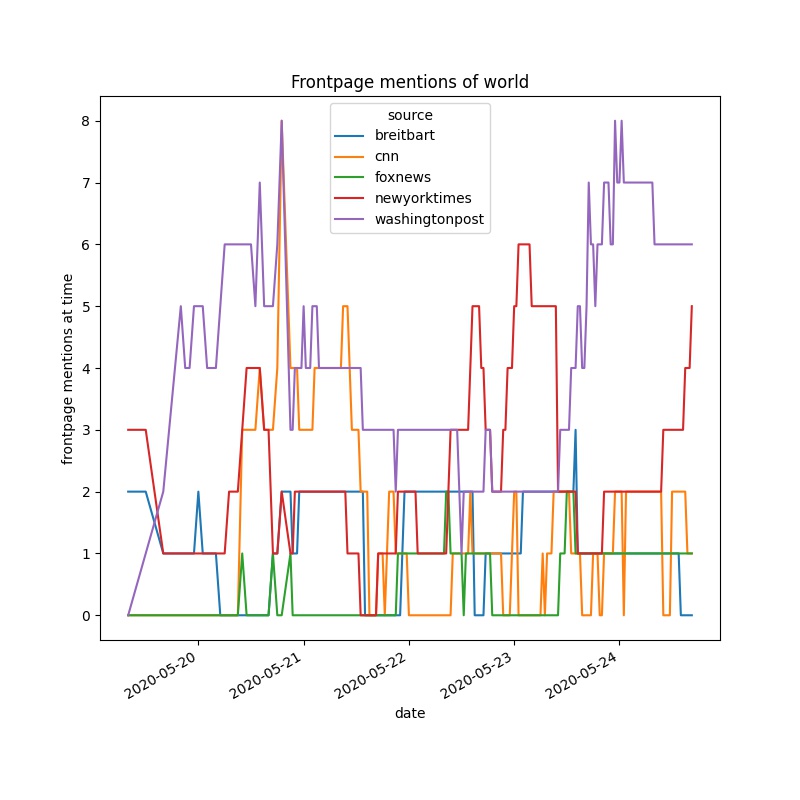 Frontpage mentions of world
source
breitbart
cnn
foxnews
newyorktimes
washingtonpost
frontpage mentions at time
8
7
6
5
4
3
2
1
0
2020-05-20
2020-05-21
2020-05-22
2020-05-23
2020-05-24
date